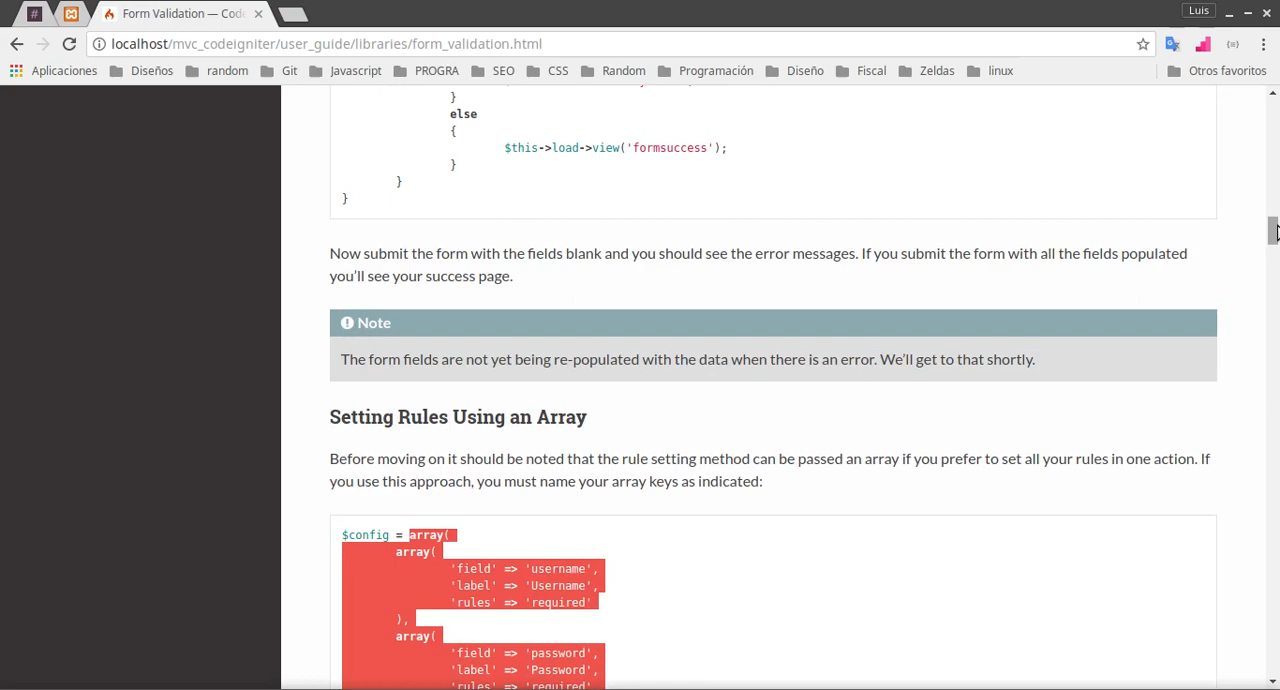 Form Validation — Code
Luis
localhost/mvc_codeigniter/user_guide/libraries/form_validation.html
Aplicaciones Diseños random Git Javascript PROGRA SEO CSS Random Programación Diseño Fiscal Zeldas linux Otros favoritos
}
else
{
$this->load->view('formsuccess');
}
}
}
Now submit the form with the fields blank and you should see the error messages. If you submit the form with all the fields populated
you’ll see your success page.
Note
The form fields are not yet being re-populated with the data when there is an error. We’ll get to that shortly.
Setting Rules Using an Array
Before moving on it should be noted that the rule setting method can be passed an array if you prefer to set all your rules in one action. If
you use this approach, you must name your array keys as indicated:
$config = array(
array(
'field' => 'username',
'label' => 'Username',
'rules' => 'required'
),
array(
'field' => 'password',
'label' => 'Password',
'rules' => 'required',